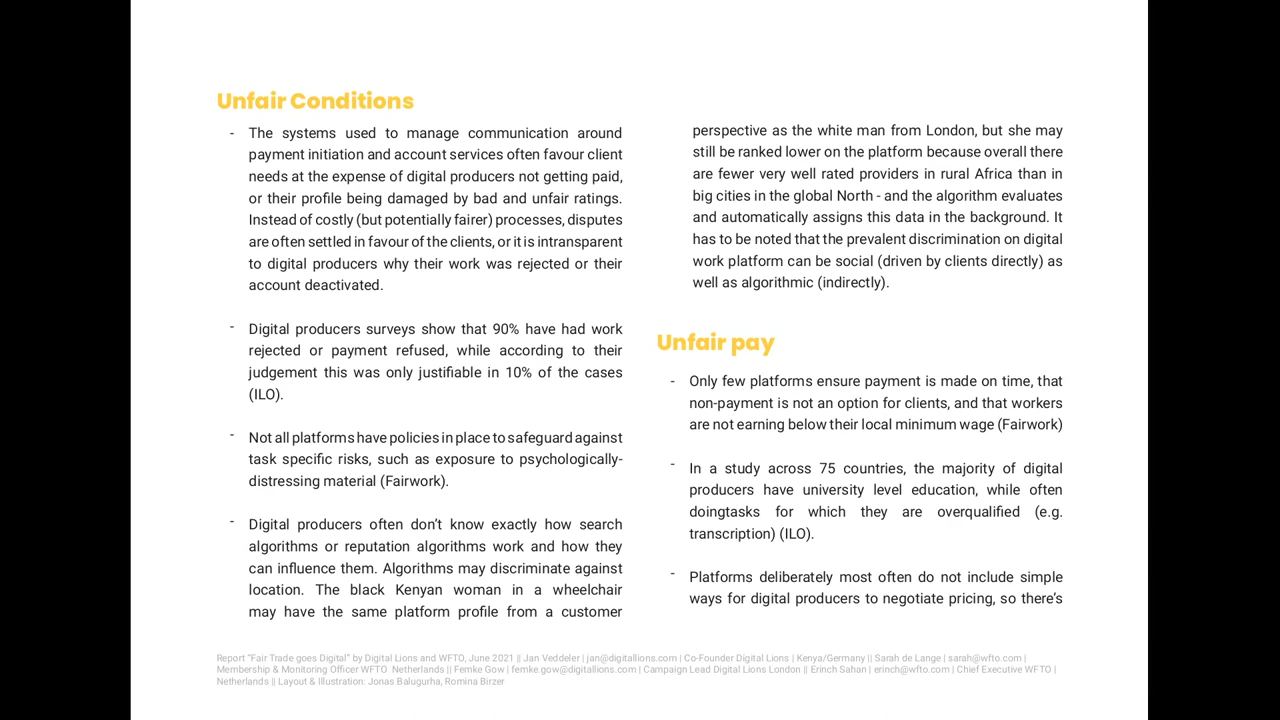 Unfair Conditions
- The systems used to manage communication around
payment initiation and account services often favour client
needs at the expense of digital producers not getting paid,
or their profile being damaged by bad and unfair ratings.
Instead of costly (but potentially fairer) processes, disputes
are often settled in favour of the clients, or it is intransparent
to digital producers why their work was rejected or their
account deactivated.
- Digital producers surveys show that 90% have had work
rejected or payment refused, while according to their
judgement this was only justifiable in 10% of the cases
(ILO).
- Not all platforms have policies in place to safeguard against
task specific risks, such as exposure to psychologically-
distressing material (Fairwork).
- Digital producers often don’t know exactly how search
algorithms or reputation algorithms work and how they
can influence them. Algorithms may discriminate against
location. The black Kenyan woman in a wheelchair
may have the same platform profile from a customer
perspective as the white man from London, but she may
still be ranked lower on the platform because overall there
are fewer very well rated providers in rural Africa than in
big cities in the global North - and the algorithm evaluates
and automatically assigns this data in the background. It
has to be noted that the prevalent discrimination on digital
work platform can be social (driven by clients directly) as
well as algorithmic (indirectly).
Unfair pay
- Only few platforms ensure payment is made on time, that
non-payment is not an option for clients, and that workers
are not earning below their local minimum wage (Fairwork)
- In a study across 75 countries, the majority of digital
producers have university level education, while often
doingtasks for which they are overqualified (e.g.
transcription) (ILO).
- Platforms deliberately most often do not include simple
ways for digital producers to negotiate pricing, so there’s
Report “Fair Trade goes Digital” by Digital Lions and WFTO, June 2021 || Jan Veddeler | jan@digitallions.com | Co-Founder Digital Lions | Kenya/Germany || Sarah de Lange | sarah@wfto.com |
Membership & Monitoring Officer WFTO Netherlands || Femke Gow | femke.gow@digitallions.com | Campaign Lead Digital Lions London || Erinch Sahan | erinch@wfto.com | Chief Executive WFTO |
Netherlands || Layout & Illustration: Jonas Balugurha, Romina Birzer